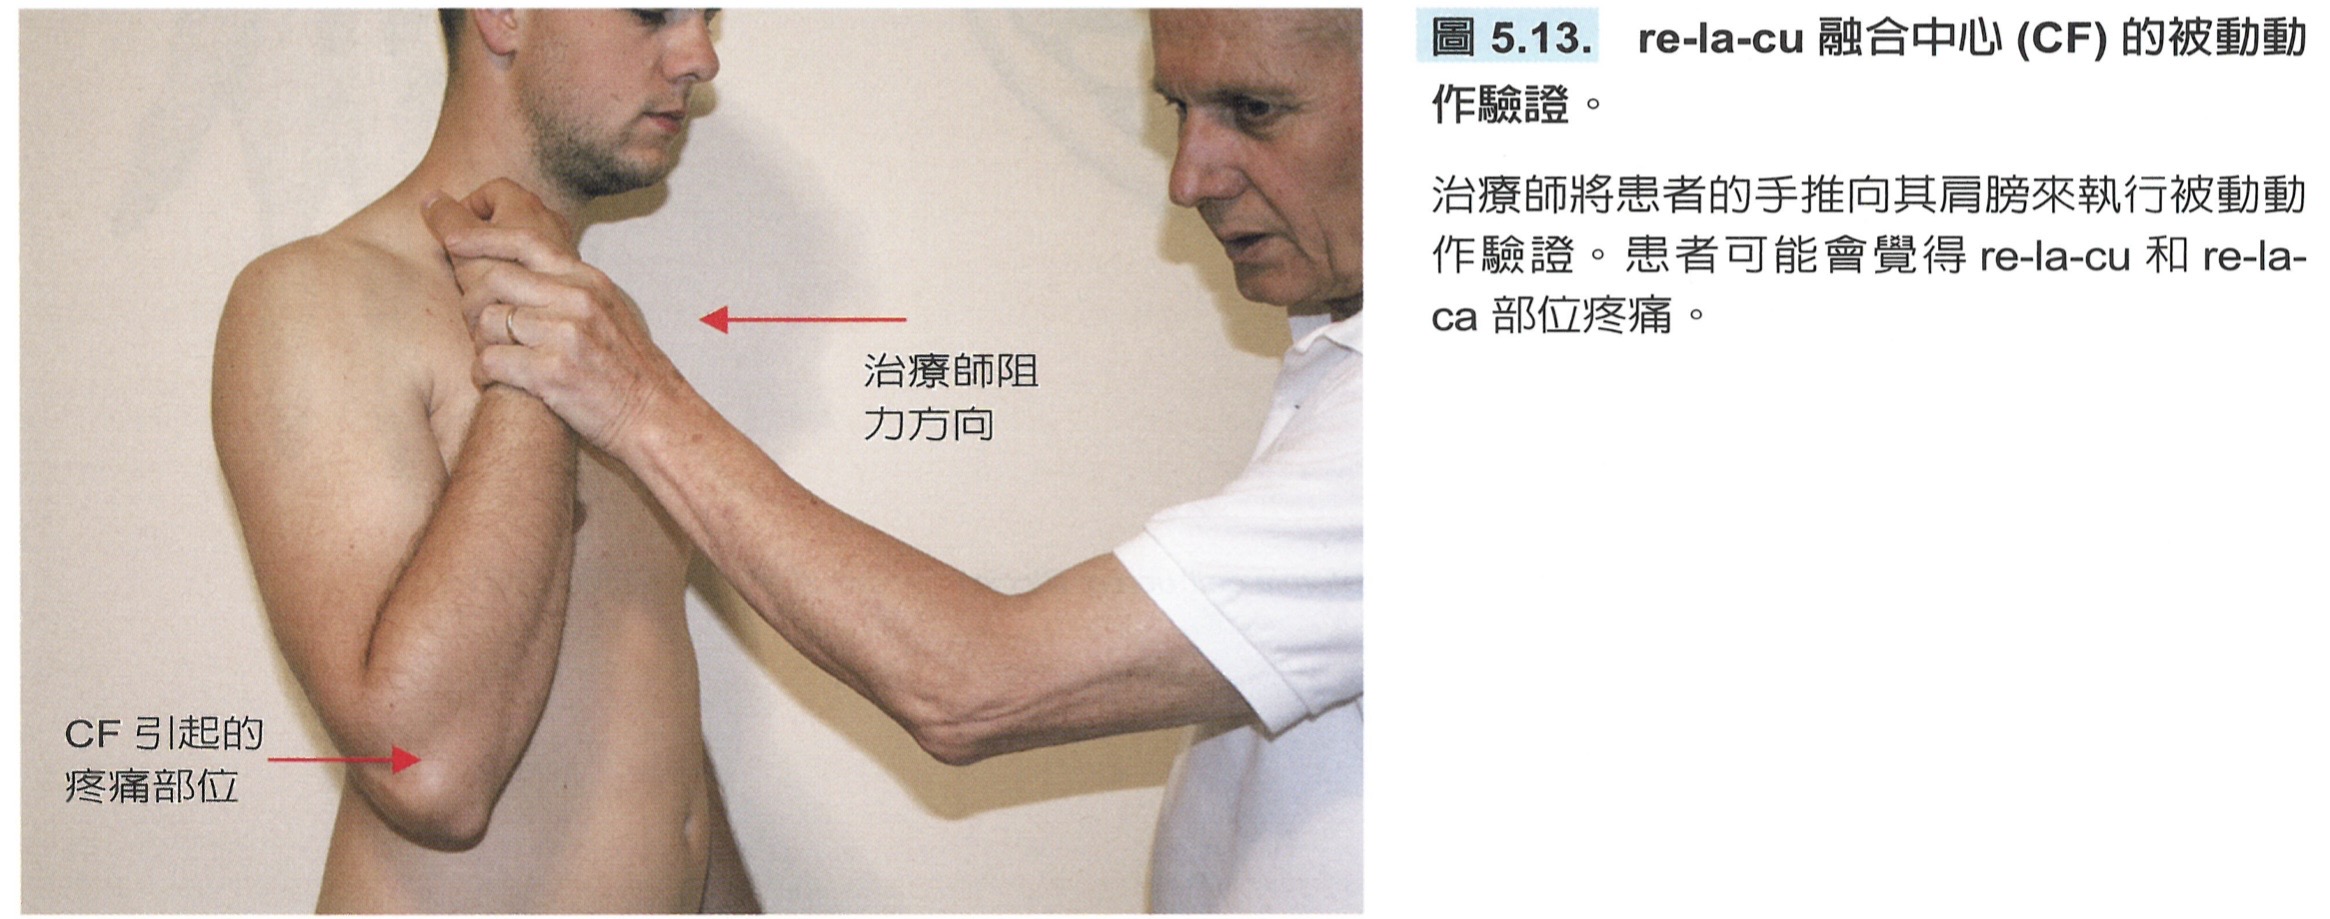 圖 5.13. re-la-cu 融合中心 (CF) 的被動動
作驗證。
治療師將患者的手推向其肩膀來執行被動動
作驗證。患者可能會覺得 re-la-cu 和 re-la-
ca 部位疼痛。
治療師阻
力方向
CF 引起的
疼痛部位